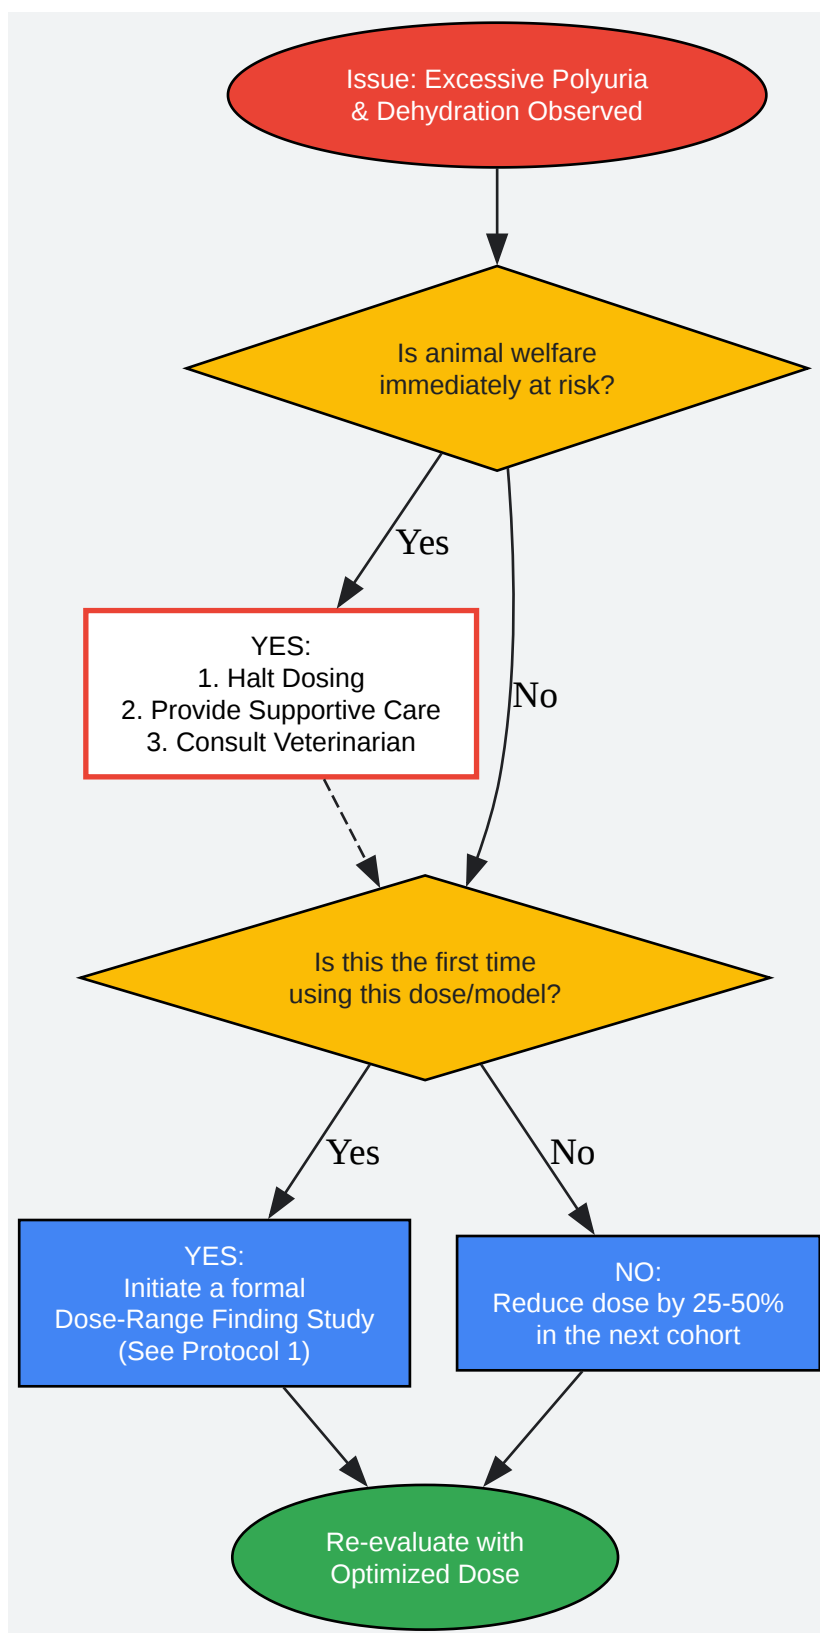 Issue: Excessive Polyuria
& Dehydration Observed
Is animal welfare
immediately at risk?
Yes
YES:
1. Halt Dosing
2. Provide Supportive Care
3. Consult Veterinarian
No
Is this the first time
using this dose/model?
Yes
No
YES:
Initiate a formal
Dose-Range Finding Study
(See Protocol 1)
NO:
Reduce dose by 25-50%
in the next cohort
Re-evaluate with
Optimized Dose